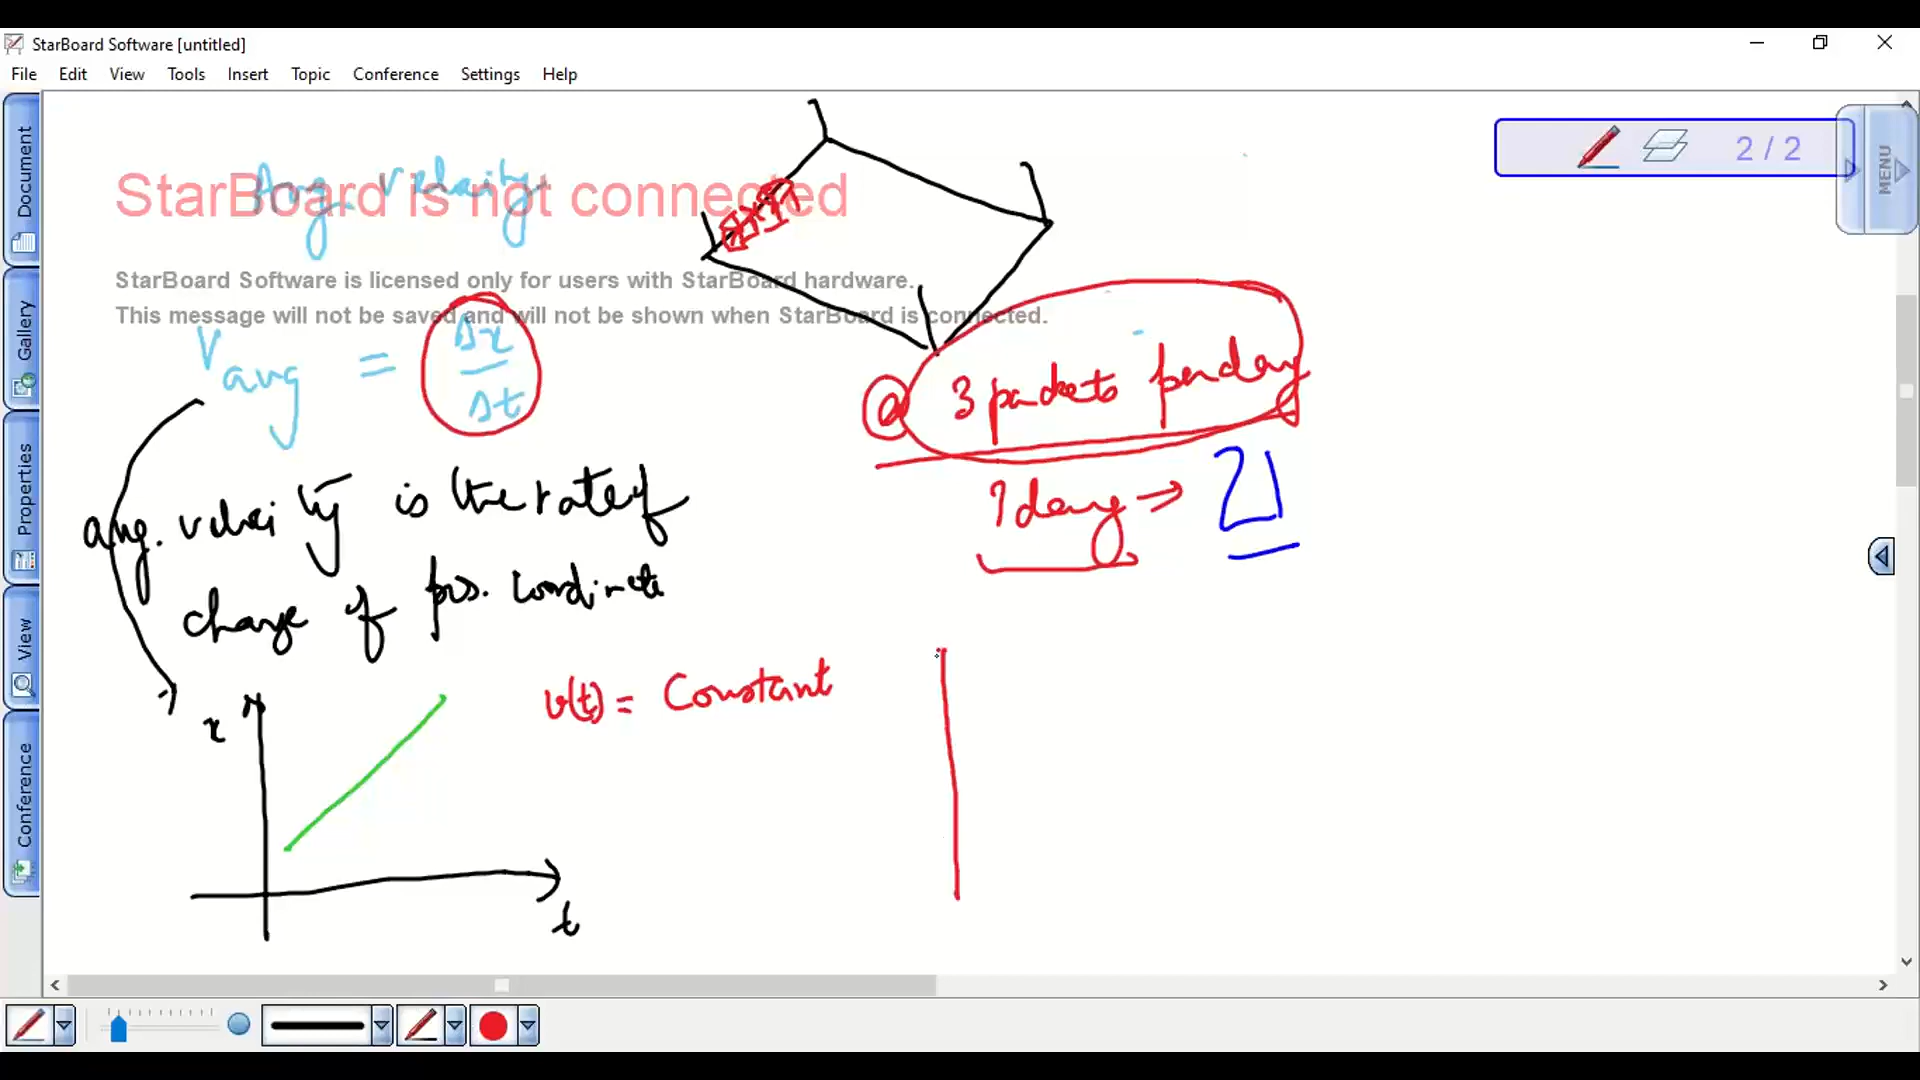 StarBoard Software [untitled]
File Edit View Tools Insert Topic Conference Settings Help
Document
Gallery
Properties
View
Conference
2 / 2
MENU
StarBoard is not connected
Avg. velocity
StarBoard Software is licensed only for users with StarBoard hardware.
This message will not be saved and will not be shown when StarBoard is connected.
Vavg = Δx/Δt
@ 3 packets per day
7 day → 21
avg. velocity is the rate of
change of pos. coordinate
v(t) = Constant
x
t